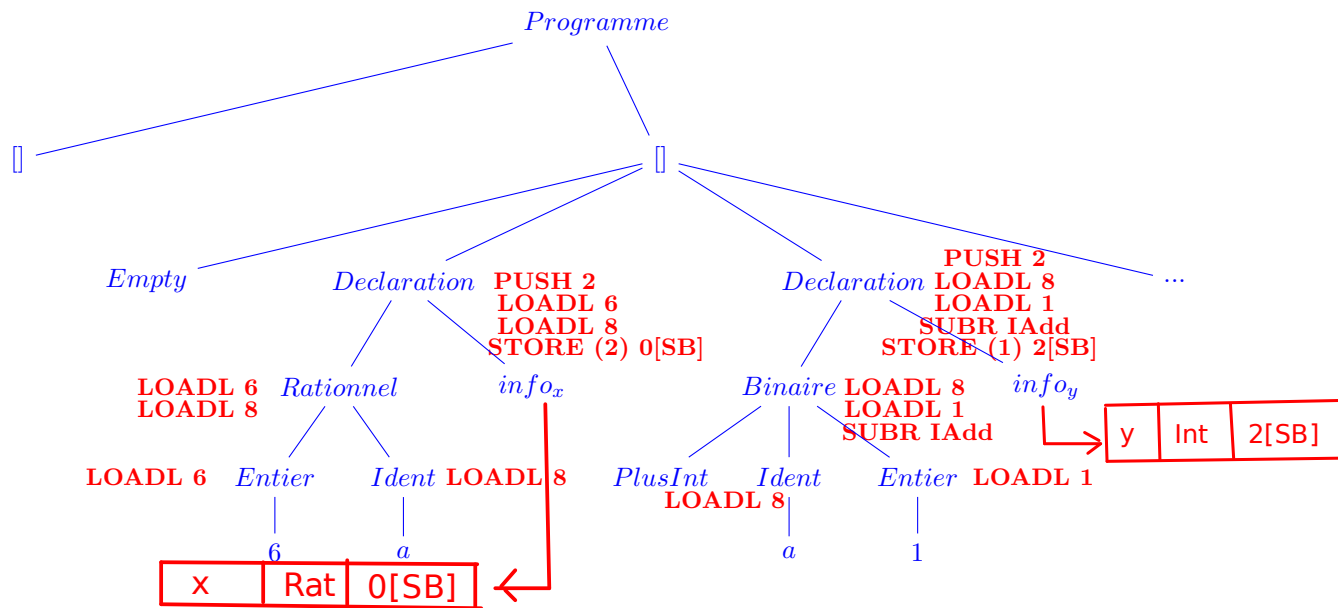 Programme
[] []
Empty Declaration Declaration ...
PUSH 2
LOADL 6
LOADL 8
STORE (2) 0[SB]
PUSH 2
LOADL 8
LOADL 1
SUBR IAdd
STORE (1) 2[SB]
LOADL 6
LOADL 8
Rationnel info_x Binaire info_y
LOADL 8
LOADL 1
SUBR IAdd
y Int 2[SB]
LOADL 6 Entier Ident LOADL 8 PlusInt Ident Entier LOADL 1
LOADL 8
6 a a 1
x Rat 0[SB]